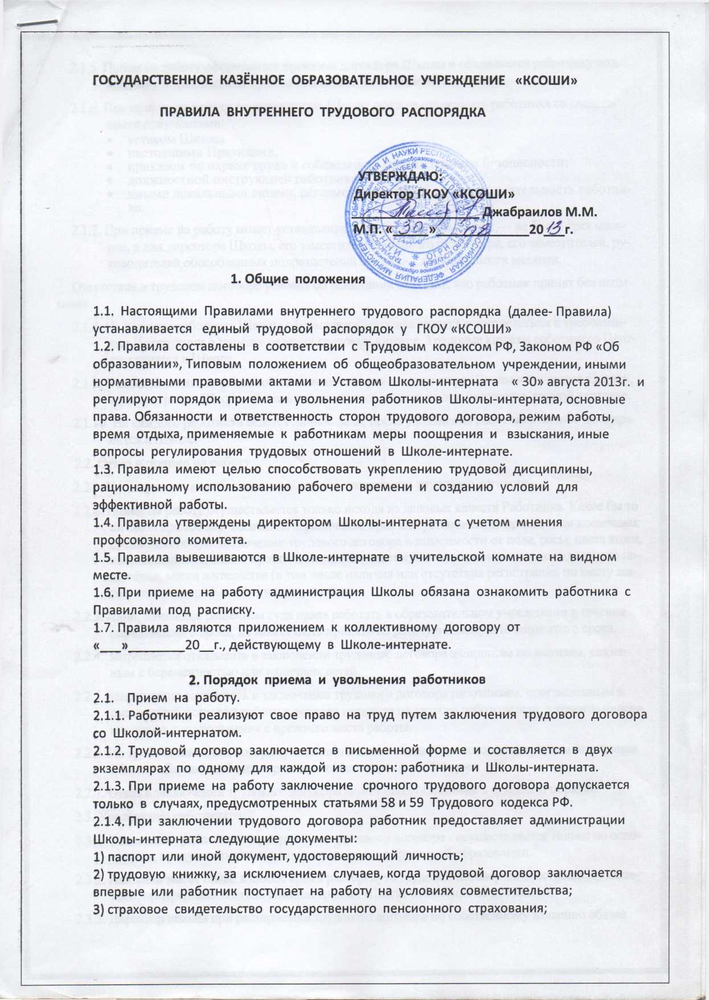 ГОСУДАРСТВЕННОЕ КАЗЁННОЕ ОБРАЗОВАТЕЛЬНОЕ УЧРЕЖДЕНИЕ «КСОШИ»
ПРАВИЛА ВНУТРЕННЕГО ТРУДОВОГО РАСПОРЯДКА
УТВЕРЖДАЮ:
Директор ГКОУ «КСОШИ»
Джабраилов М.М.
М.П. « 30 » 08 2013 г.
1. Общие положения
1.1. Настоящими Правилами внутреннего трудового распорядка (далее- Правила)
устанавливается единый трудовой распорядок у ГКОУ «КСОШИ»
1.2. Правила составлены в соответствии с Трудовым кодексом РФ, Законом РФ «Об
образовании», Типовым положением об общеобразовательном учреждении, иными
нормативными правовыми актами и Уставом Школы-интерната « 30» августа 2013г. и
регулируют порядок приема и увольнения работников Школы-интерната, основные
права. Обязанности и ответственность сторон трудового договора, режим работы,
время отдыха, применяемые к работникам меры поощрения и взыскания, иные
вопросы регулирования трудовых отношений в Школе-интернате.
1.3. Правила имеют целью способствовать укреплению трудовой дисциплины,
рациональному использованию рабочего времени и созданию условий для
эффективной работы.
1.4. Правила утверждены директором Школы-интерната с учетом мнения
профсоюзного комитета.
1.5. Правила вывешиваются в Школе-интернате в учительской комнате на видном
месте.
1.6. При приеме на работу администрация Школы обязана ознакомить работника с
Правилами под расписку.
1.7. Правила являются приложением к коллективному договору от
«___»________20__г., действующему в Школе-интернате.
2. Порядок приема и увольнения работников
2.1. Прием на работу.
2.1.1. Работники реализуют свое право на труд путем заключения трудового договора
со Школой-интернатом.
2.1.2. Трудовой договор заключается в письменной форме и составляется в двух
экземплярах по одному для каждой из сторон: работника и Школы-интерната.
2.1.3. При приеме на работу заключение срочного трудового договора допускается
только в случаях, предусмотренных статьями 58 и 59 Трудового кодекса РФ.
2.1.4. При заключении трудового договора работник предоставляет администрации
Школы-интерната следующие документы:
1) паспорт или иной документ, удостоверяющий личность;
2) трудовую книжку, за исключением случаев, когда трудовой договор заключается
впервые или работник поступает на работу на условиях совместительства;
3) страховое свидетельство государственного пенсионного страхования;